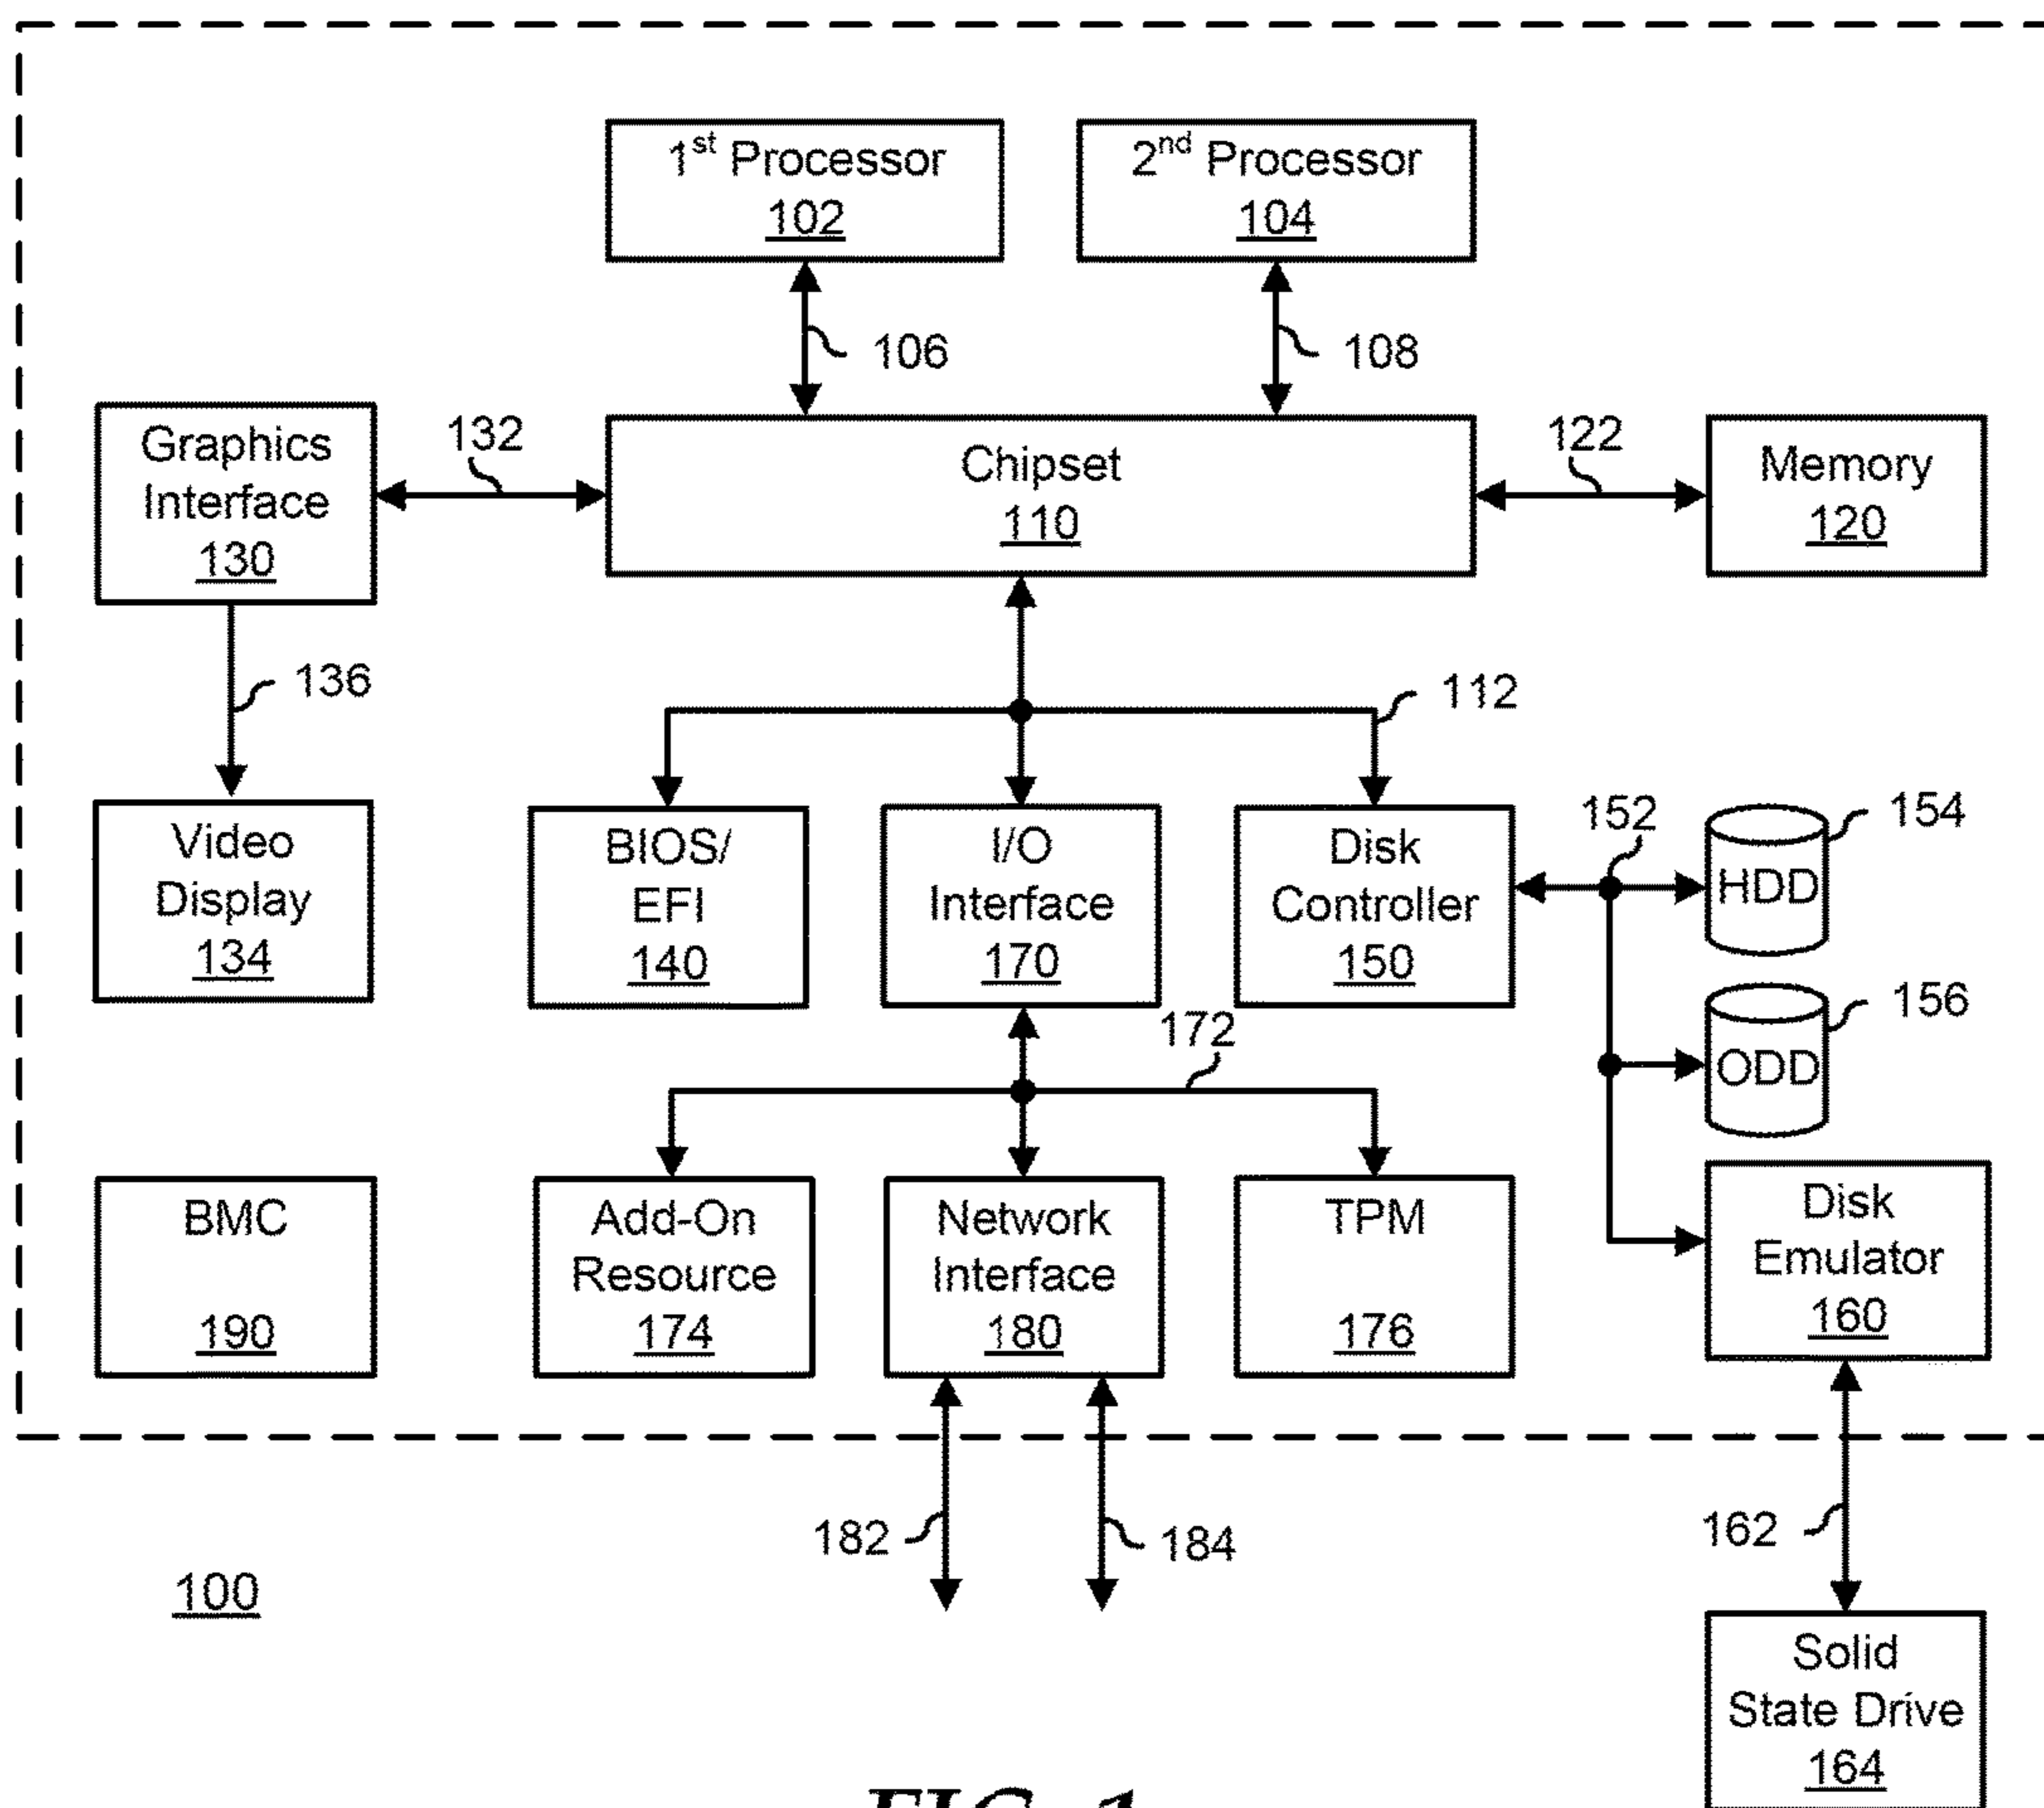 1st Processor
102
2nd Processor
104
106
108
Graphics
Interface
130
132
Chipset
110
122
Memory
120
136
112
Video
Display
134
BIOS/
EFI
140
I/O
Interface
170
Disk
Controller
150
152
HDD
154
ODD
156
172
BMC
190
Add-On
Resource
174
Network
Interface
180
TPM
176
Disk
Emulator
160
182
184
162
100
Solid
State Drive
164
FIG. 1